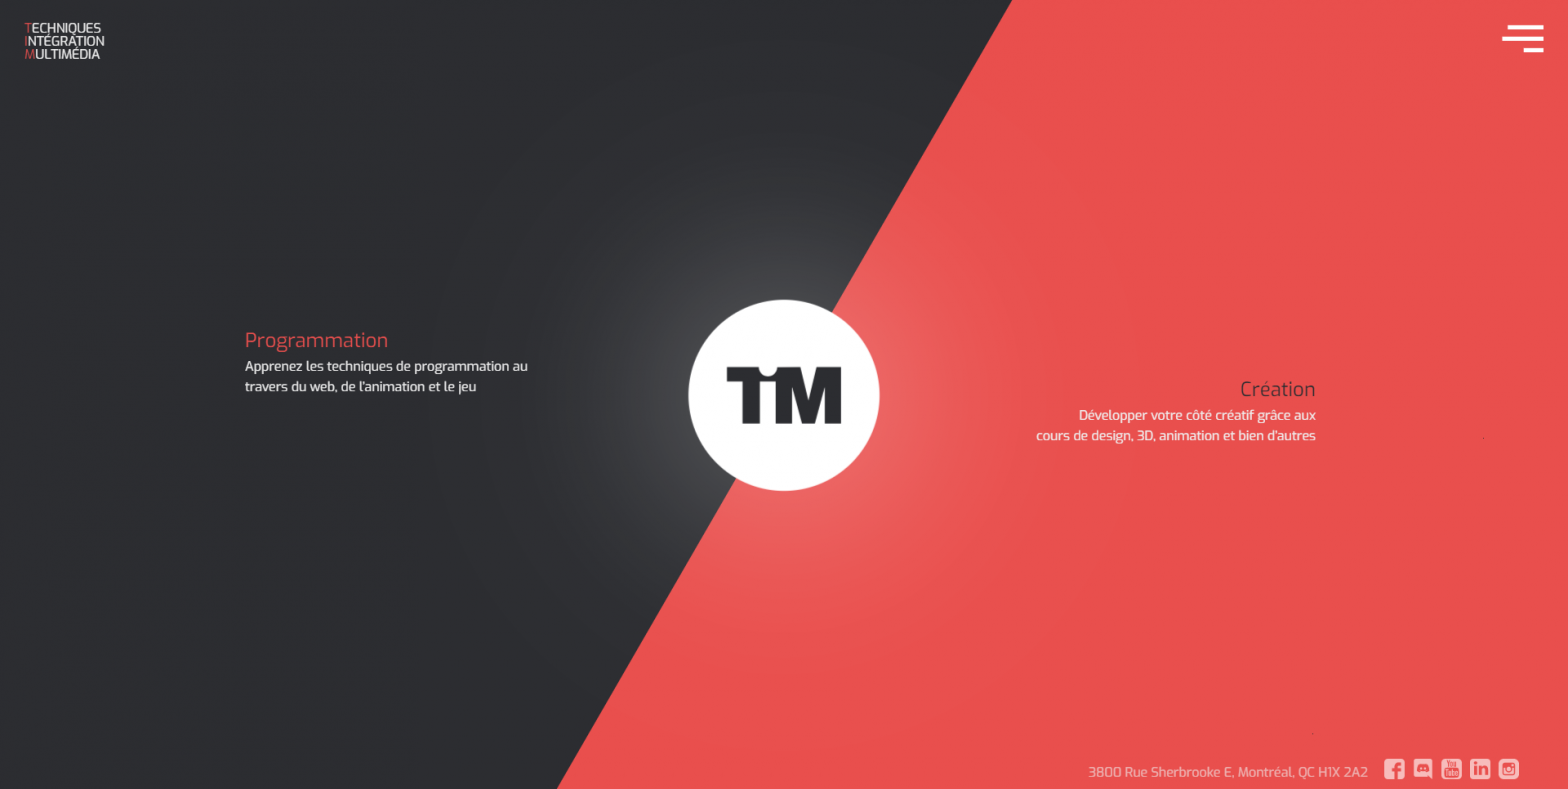 TECHNIQUES
INTÉGRATION
MULTIMÉDIA
Programmation
Apprenez les techniques de programmation au
travers du web, de l'animation et le jeu
TiM
Création
Développer votre côté créatif grâce aux
cours de design, 3D, animation et bien d'autres
3800 Rue Sherbrooke E, Montréal, QC H1X 2A2
You
Tube